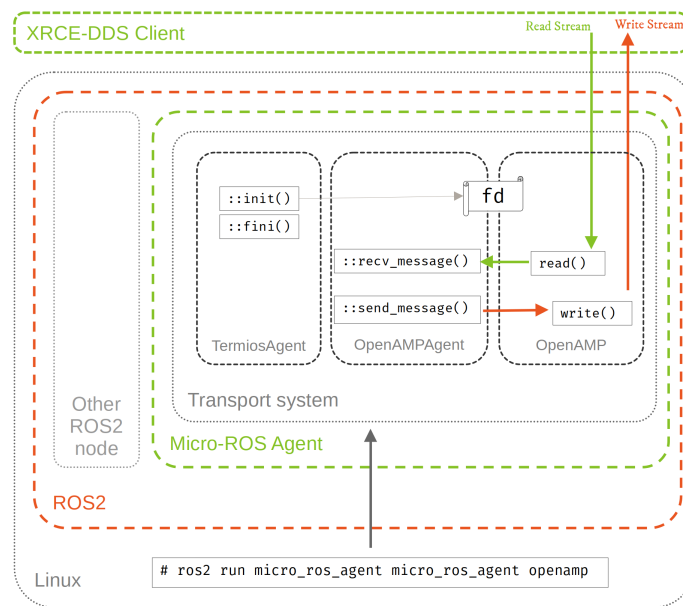 XRCE-DDS Client
Read Stream
Write Stream
::init()
fd
::fini()
::recv_message()
read()
::send_message()
write()
TermiosAgent
OpenAMPAgent
OpenAMP
Transport system
Other
ROS2
node
Micro-ROS Agent
ROS2
# ros2 run micro_ros_agent micro_ros_agent openamp
Linux